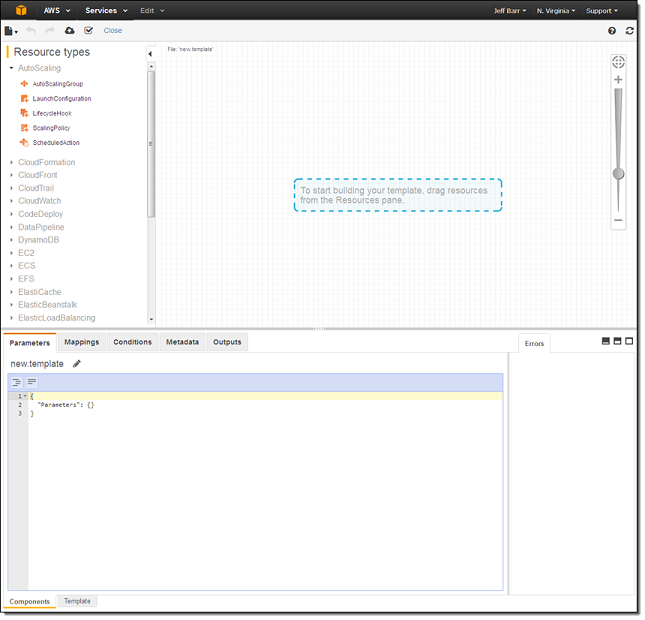 AWS Services Edit Jeff Barr N. Virginia Support
Close
Resource types
File: 'new.template'
AutoScaling
AutoScalingGroup
LaunchConfiguration
LifecycleHook
ScalingPolicy
ScheduledAction
CloudFormation
CloudFront
CloudTrail
CloudWatch
CodeDeploy
DataPipeline
DynamoDB
EC2
ECS
EFS
ElastiCache
ElasticBeanstalk
ElasticLoadBalancing
To start building your template, drag resources
from the Resources pane.
Parameters Mappings Conditions Metadata Outputs
Errors
new.template
1 {
2 "Parameters": {}
3 }
Components Template